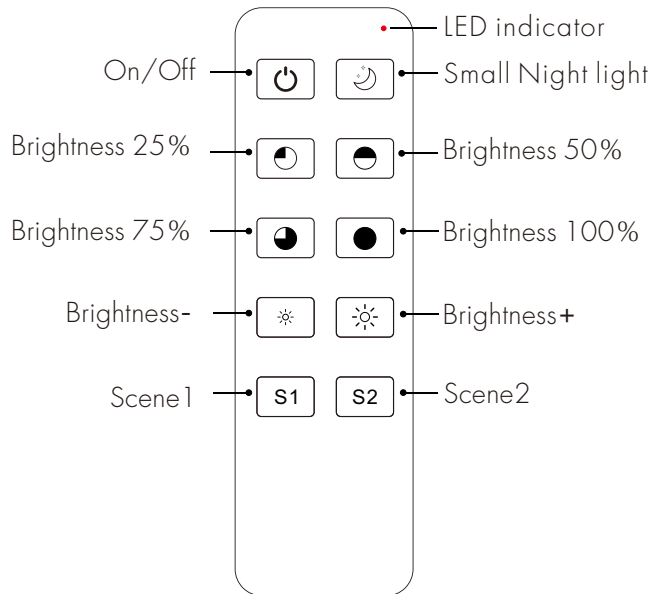 LED indicator
On/Off
Small Night light
Brightness 25%
Brightness 50%
Brightness 75%
Brightness 100%
Brightness-
Brightness+
Scene1
S1
S2
Scene2